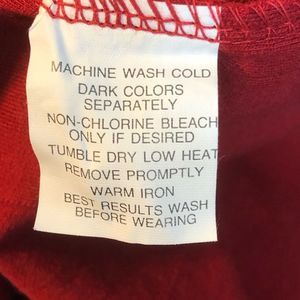 MACHINE WASH COLD
DARK COLORS
SEPARATELY
NON-CHLORINE BLEACH
ONLY IF DESIRED
TUMBLE DRY LOW HEAT
REMOVE PROMPTLY
WARM IRON
BEST RESULTS WASH
BEFORE WEARING